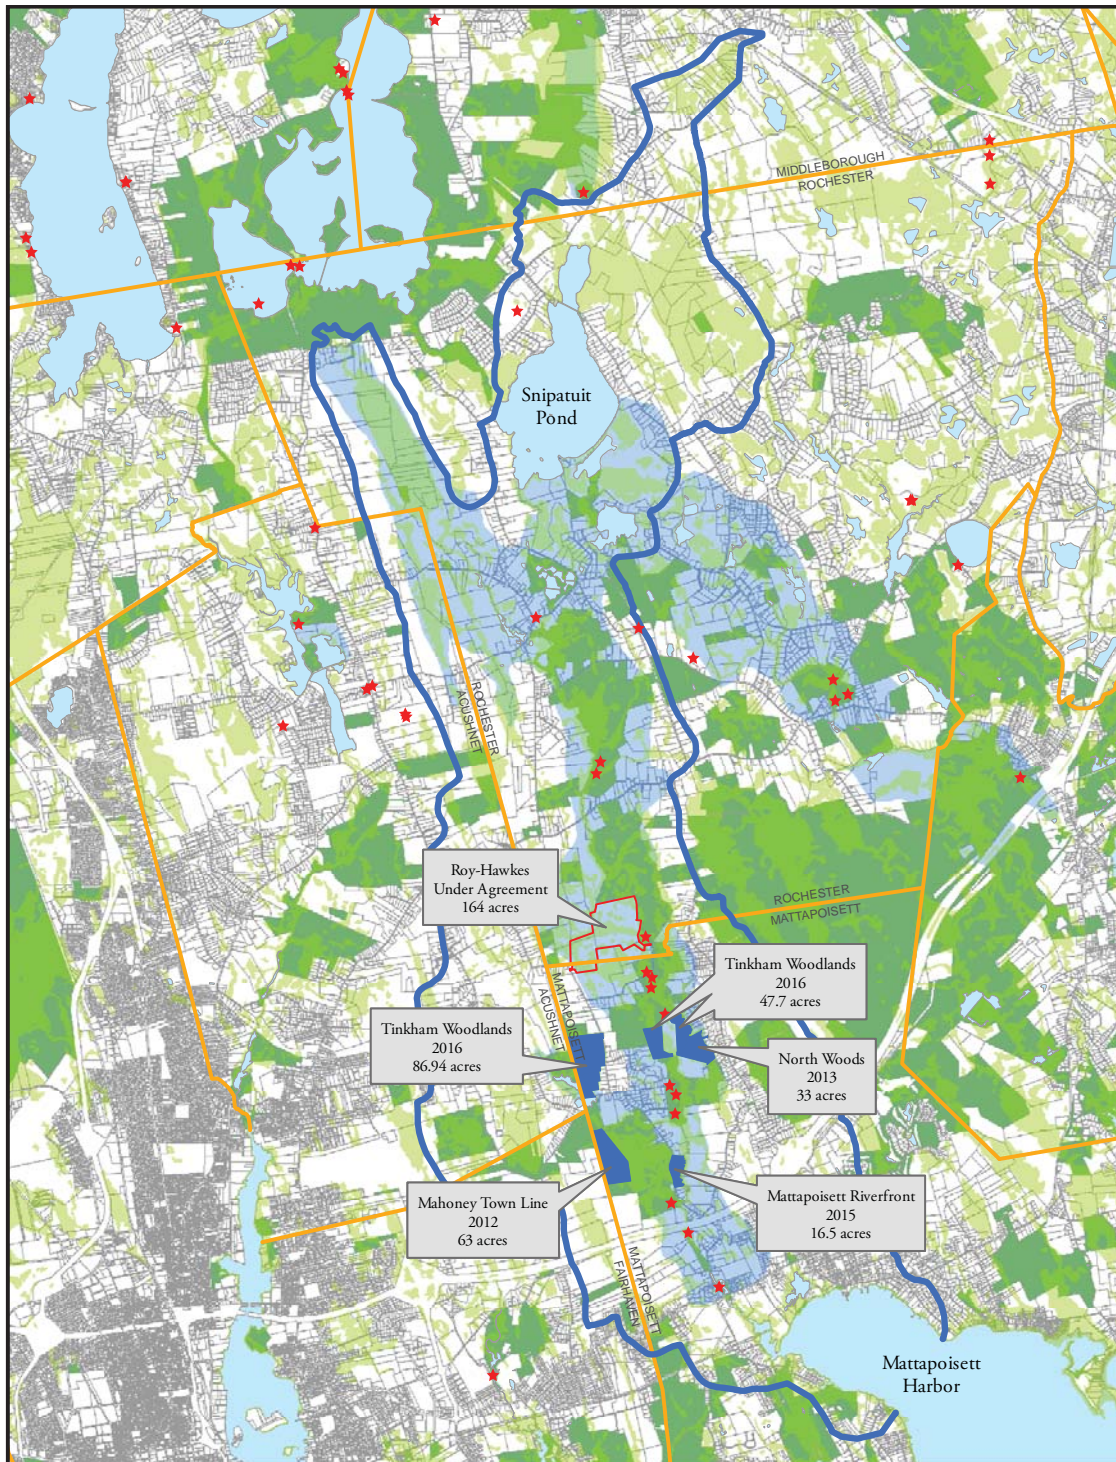 MIDDLEBOROUGH
ROCHESTER
Snipatuit
Pond
ROCHESTER
ACUSHNET
Roy-Hawkes
Under Agreement
164 acres
ROCHESTER
MATTAPOISETT
Tinkham Woodlands
2016
47.7 acres
MATTAPOISETT
ACUSHNET
Tinkham Woodlands
2016
86.94 acres
North Woods
2013
33 acres
Mahoney Town Line
2012
63 acres
Mattapoisett Riverfront
2015
16.5 acres
MATTAPOISETT
FAIRHAVEN
Mattapoisett
Harbor